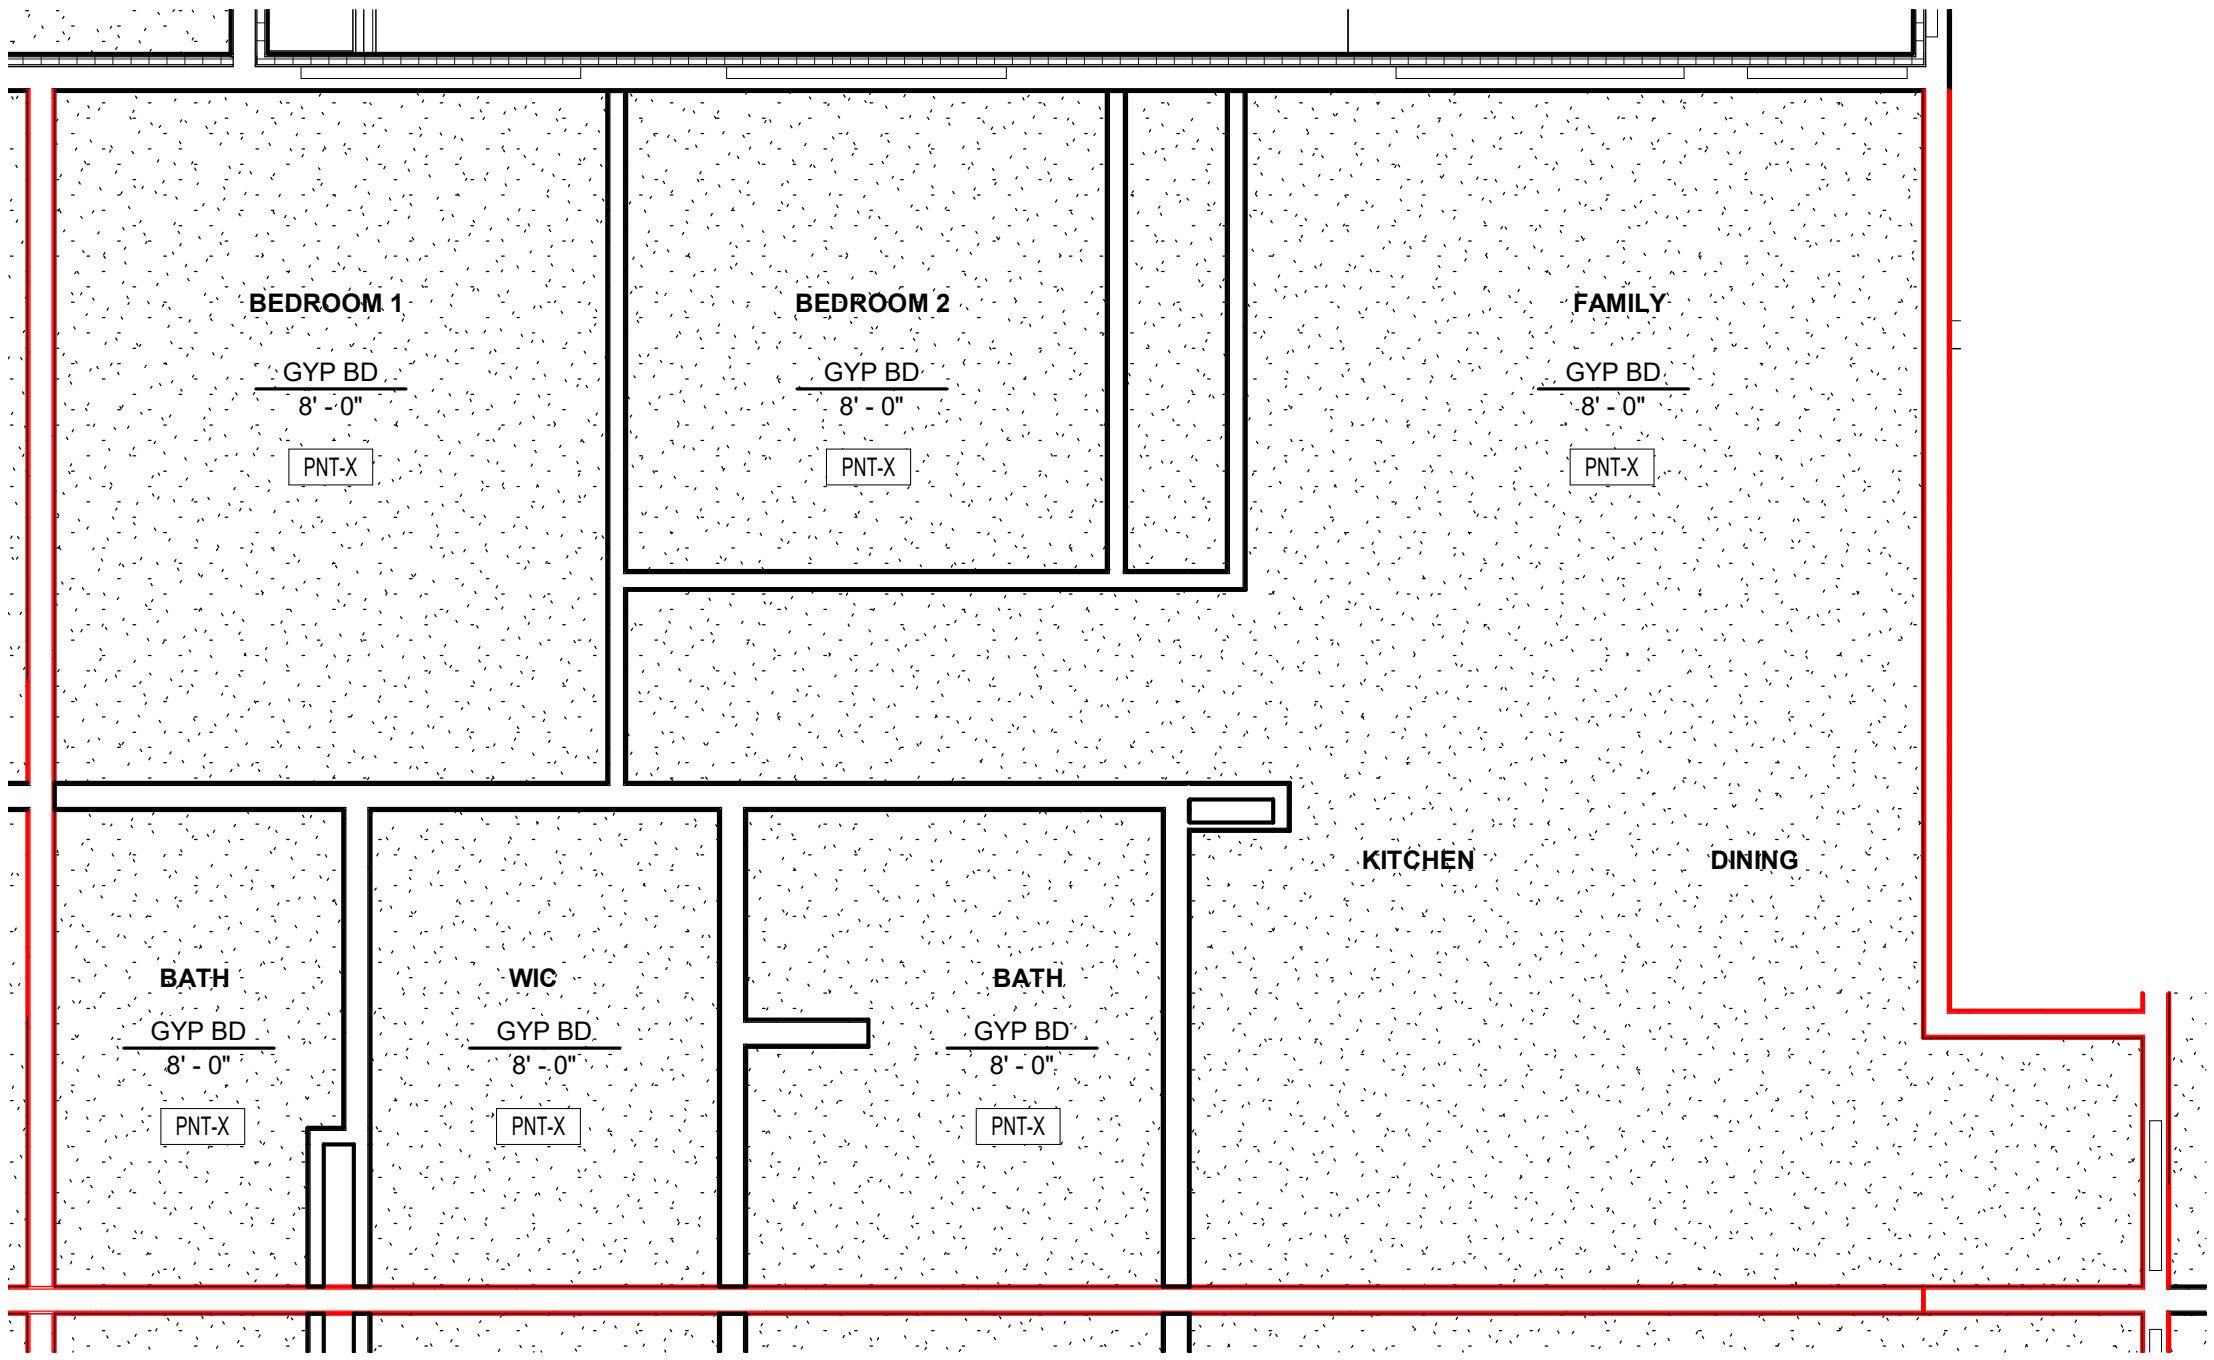 BEDROOM 1
GYP BD
8' - 0"
PNT-X
BEDROOM 2
GYP BD
8' - 0"
PNT-X
FAMILY
GYP BD
8' - 0"
PNT-X
KITCHEN
DINING
BATH
GYP BD
8' - 0"
PNT-X
WIC
GYP BD
8' - 0"
PNT-X
BATH
GYP BD
8' - 0"
PNT-X